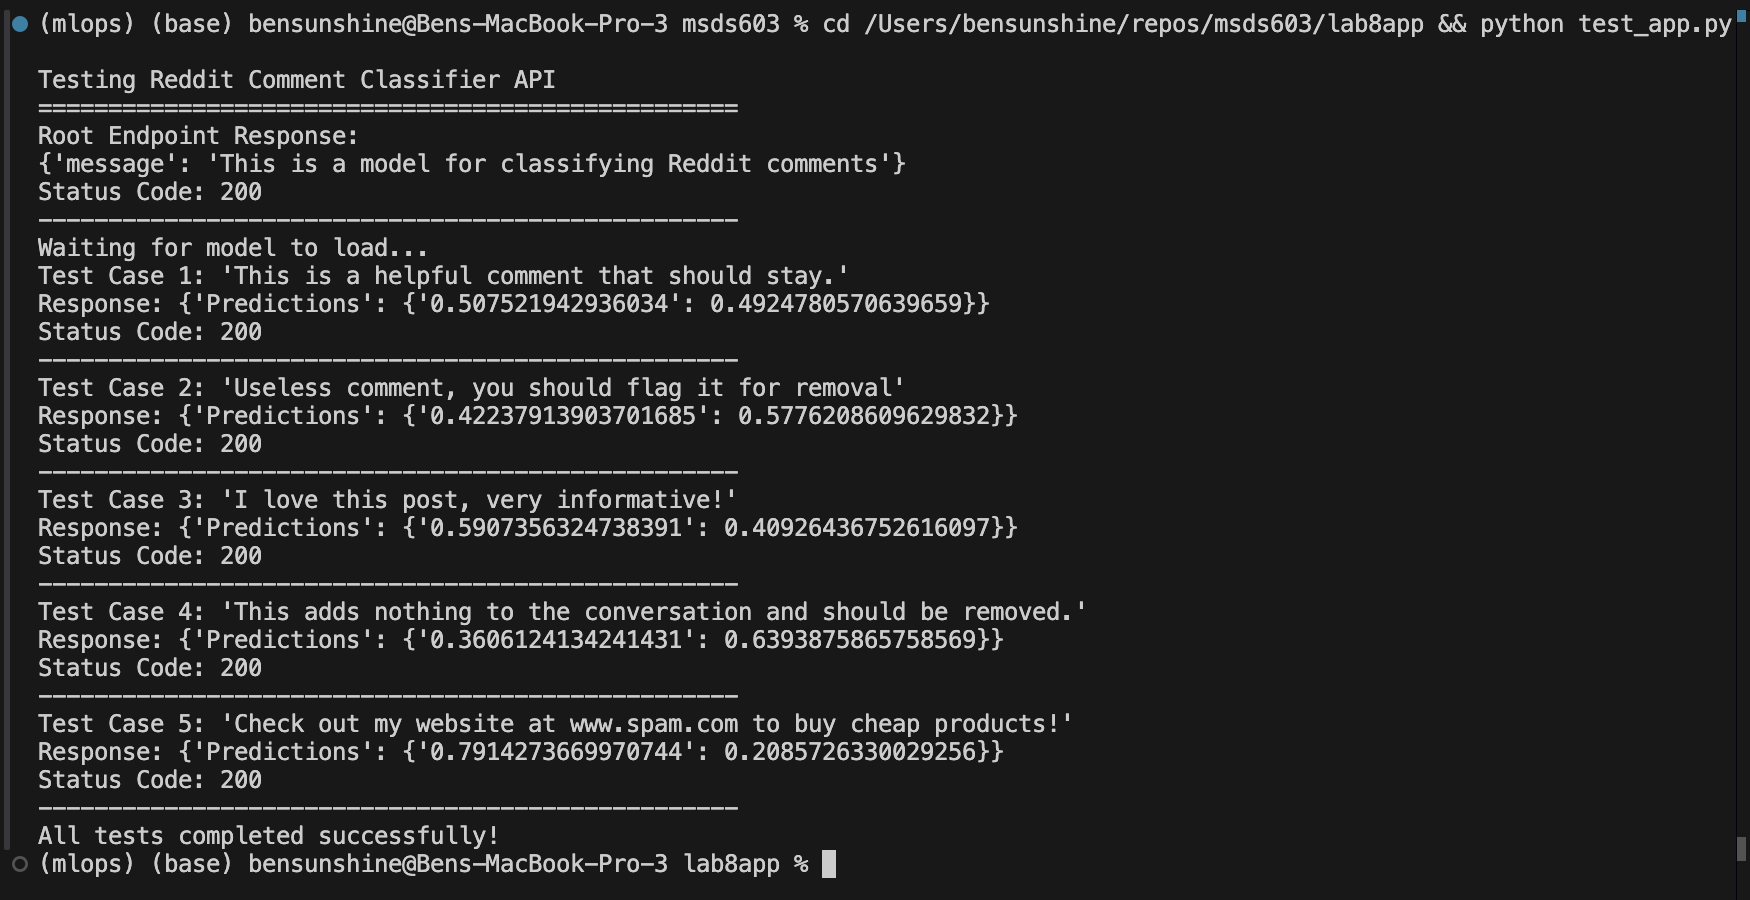 (mlops) (base) bensunshine@Bens-MacBook-Pro-3 msds603 % cd /Users/bensunshine/repos/msds603/lab8app && python test_app.py
Testing Reddit Comment Classifier API
==================================================
Root Endpoint Response:
{'message': 'This is a model for classifying Reddit comments'}
Status Code: 200
--------------------------------------------------
Waiting for model to load...
Test Case 1: 'This is a helpful comment that should stay.'
Response: {'Predictions': {'0.507521942936034': 0.4924780570639659}}
Status Code: 200
--------------------------------------------------
Test Case 2: 'Useless comment, you should flag it for removal'
Response: {'Predictions': {'0.42237913903701685': 0.5776208609629832}}
Status Code: 200
--------------------------------------------------
Test Case 3: 'I love this post, very informative!'
Response: {'Predictions': {'0.5907356324738391': 0.40926436752616097}}
Status Code: 200
--------------------------------------------------
Test Case 4: 'This adds nothing to the conversation and should be removed.'
Response: {'Predictions': {'0.3606124134241431': 0.6393875865758569}}
Status Code: 200
--------------------------------------------------
Test Case 5: 'Check out my website at www.spam.com to buy cheap products!'
Response: {'Predictions': {'0.7914273669970744': 0.2085726330029256}}
Status Code: 200
--------------------------------------------------
All tests completed successfully!
(mlops) (base) bensunshine@Bens-MacBook-Pro-3 lab8app %